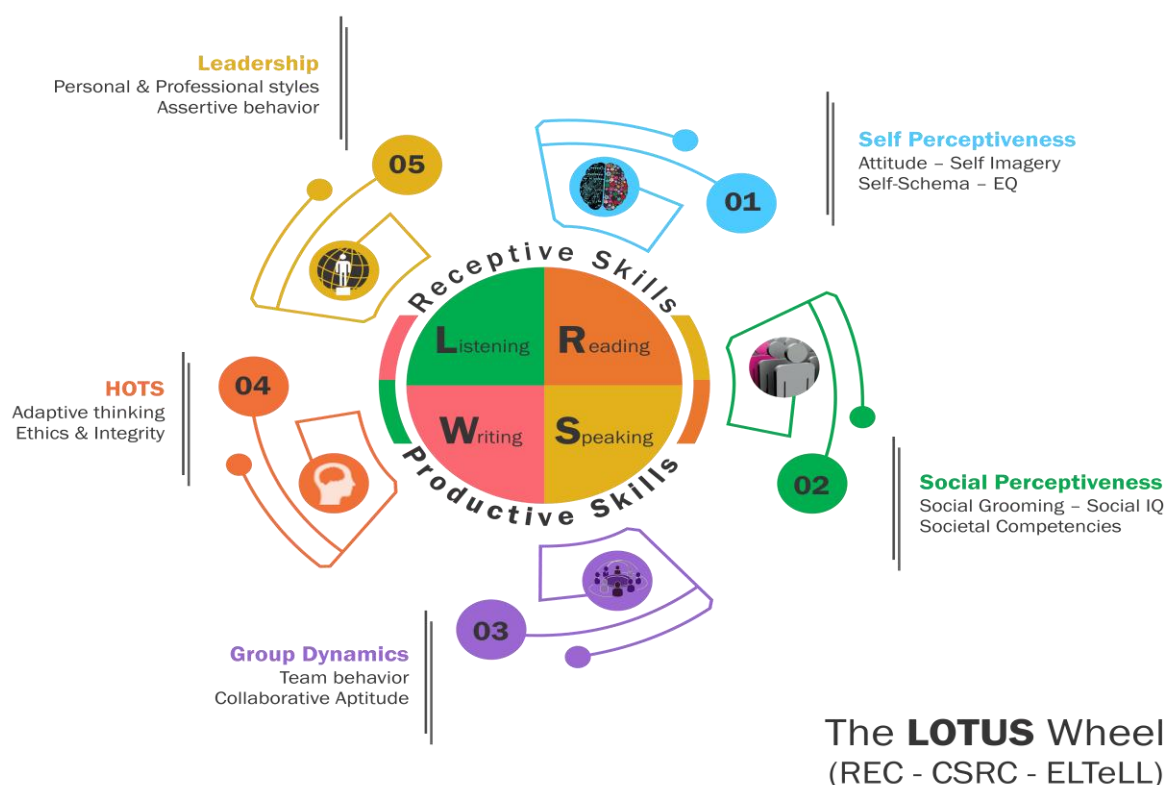 Leadership
Personal & Professional styles
Assertive behavior
05
Self Perceptiveness
Attitude – Self Imagery
Self-Schema – EQ
01
Receptive Skills
Listening
Reading
Writing
Speaking
Productive Skills
HOTS
Adaptive thinking
Ethics & Integrity
04
02
Social Perceptiveness
Social Grooming – Social IQ
Societal Competencies
03
Group Dynamics
Team behavior
Collaborative Aptitude
The LOTUS Wheel
(REC - CSRC - ELTeLL)